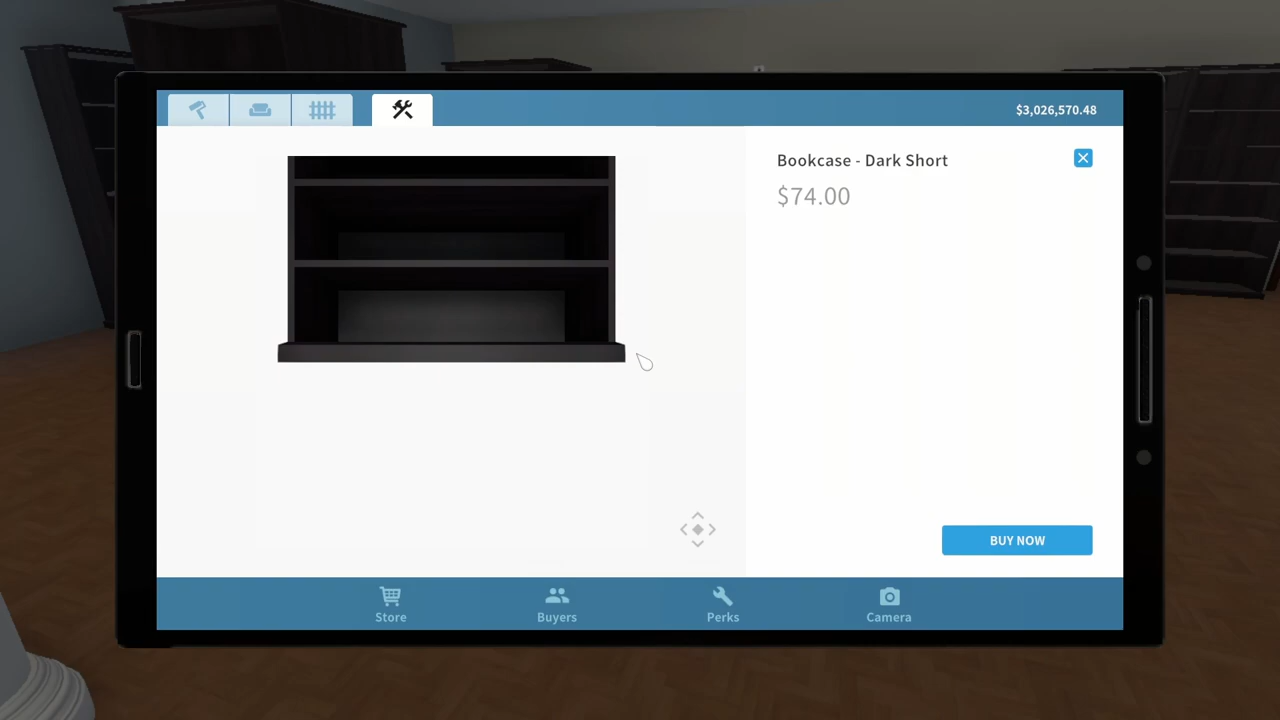 $3,026,570.48
Bookcase - Dark Short
$74.00
BUY NOW
Store
Buyers
Perks
Camera